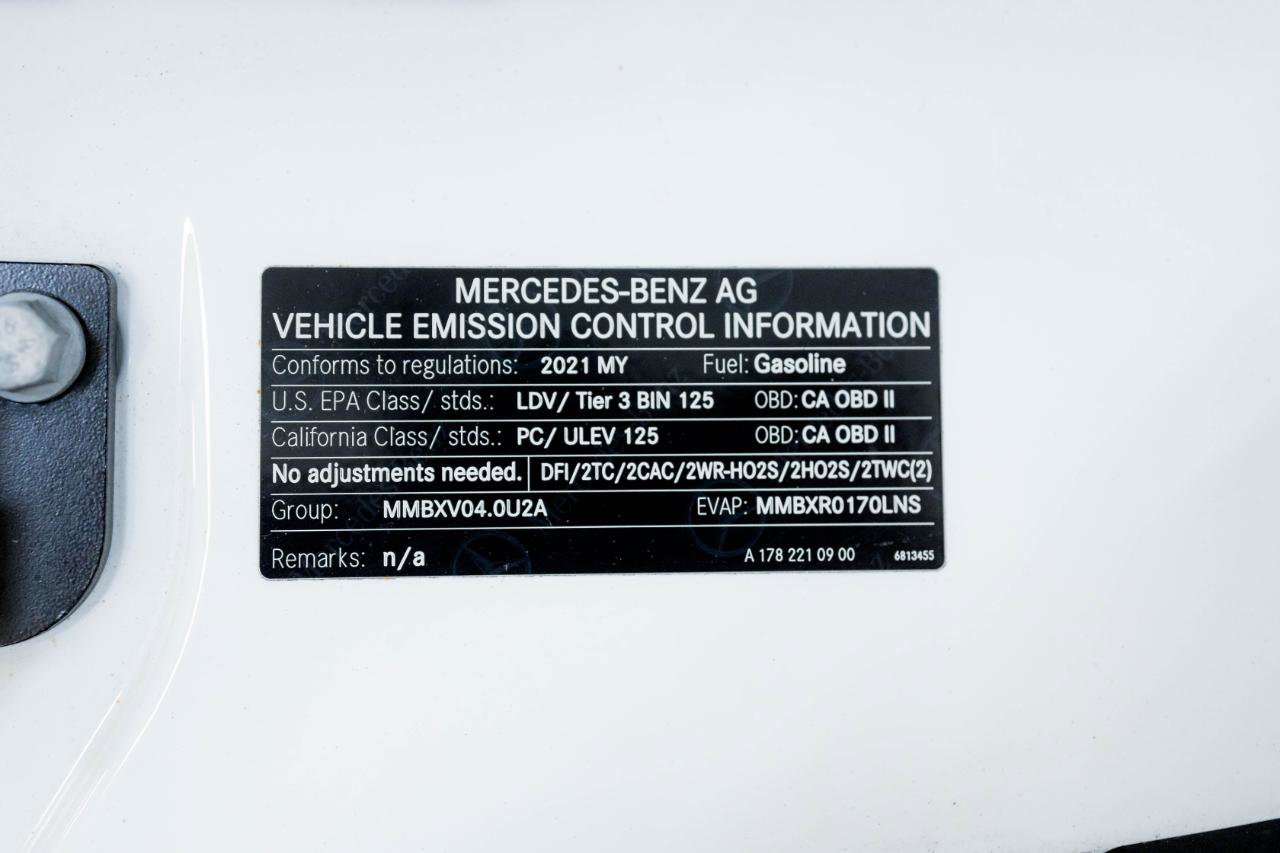 MERCEDES-BENZ AG
VEHICLE EMISSION CONTROL INFORMATION
Conforms to regulations: 2021 MY Fuel: Gasoline
U.S. EPA Class/ stds.: LDV/ Tier 3 BIN 125 OBD: CA OBD II
California Class/ stds.: PC/ ULEV 125 OBD: CA OBD II
No adjustments needed. DFI/2TC/2CAC/2WR-HO2S/2HO2S/2TWC(2)
Group: MMBXV04.0U2A EVAP: MMBXR0170LNS
Remarks: n/a A 178 221 09 00 6813455